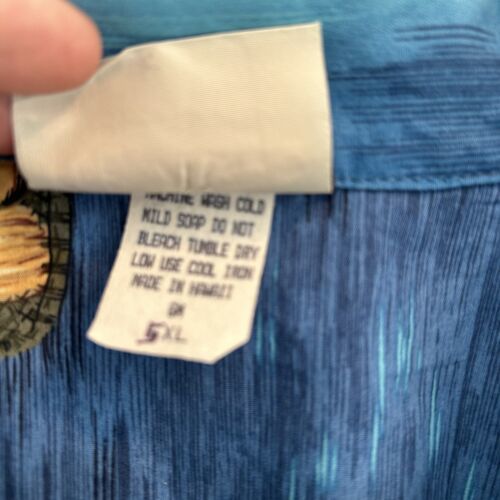 MACHINE WASH COLD
MILD SOAP DO NOT
BLEACH TUMBLE DRY
LOW USE COOL IRON
MADE IN HAWAII
5XL